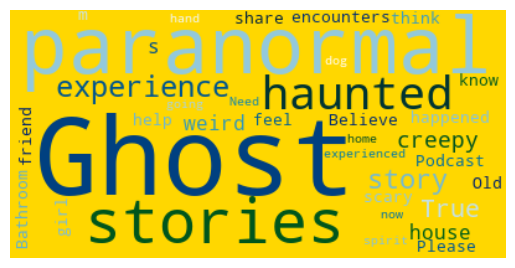 m hand share encounters think
paranormal
s
dog
experience haunted know
going Need
help weird feel Believe happened
friend
Ghost
home creepy
experienced Podcast
story Old
Bathroom girl
scary True
stories now house
spirit Please